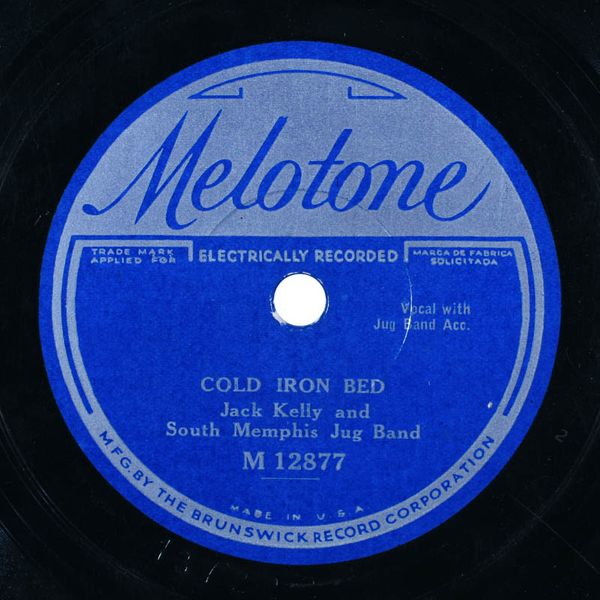 Melotone
TRADE MARK
APPLIED FOR
ELECTRICALLY RECORDED
MARCA DE FABRICA
SOLICITADA
Vocal with
Jug Band Acc.
COLD IRON BED
Jack Kelly and
South Memphis Jug Band
M 12877
MADE IN U.S.A.
MFG. BY THE BRUNSWICK RECORD CORPORATION